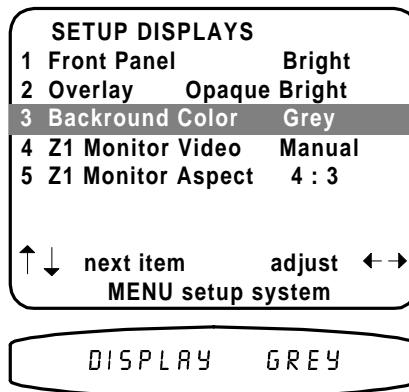 SETUP DISPLAYS
1 Front Panel Bright
2 Overlay Opaque Bright
3 Backround Color Grey
4 Z1 Monitor Video Manual
5 Z1 Monitor Aspect 4 : 3
↑↓ next item adjust ←→
MENU setup system
DISPLAY GREY